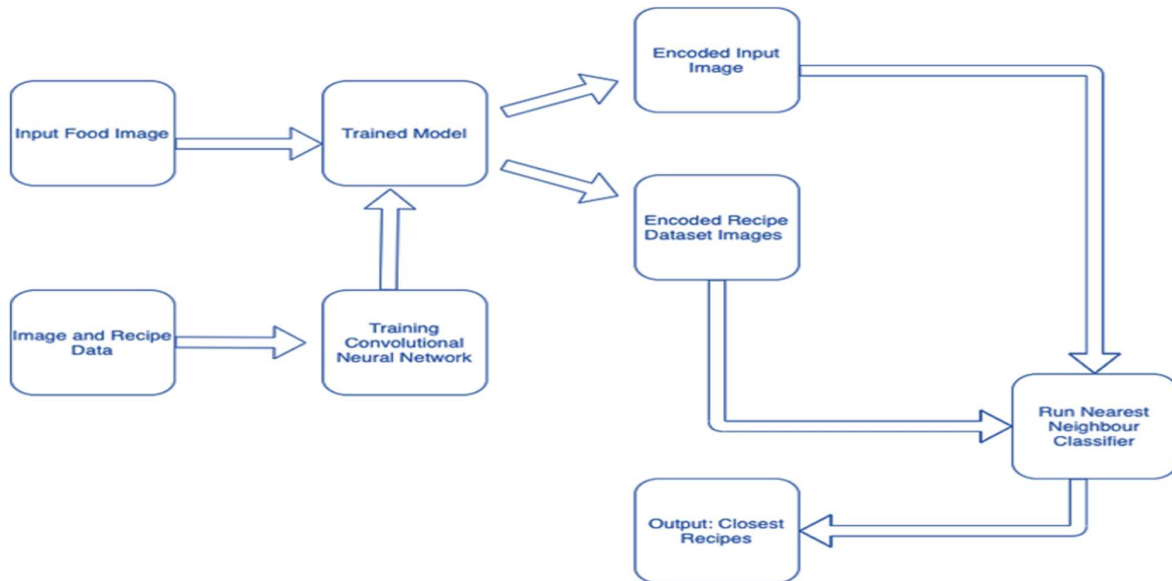 Encoded Input
Image
Input Food Image
Trained Model
Encoded Recipe
Dataset Images
Image and Recipe
Data
Training
Convolutional
Neural Network
Run Nearest
Neighbour
Classifier
Output: Closest
Recipes